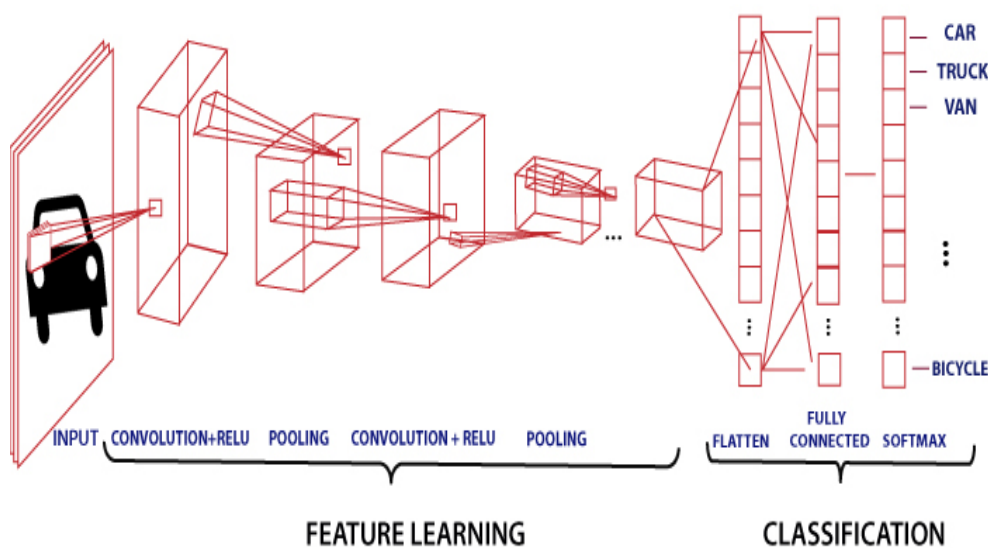 CAR
TRUCK
VAN
BICYCLE
INPUT CONVOLUTION+RELU POOLING CONVOLUTION + RELU POOLING FLATTEN FULLY CONNECTED SOFTMAX
FEATURE LEARNING CLASSIFICATION